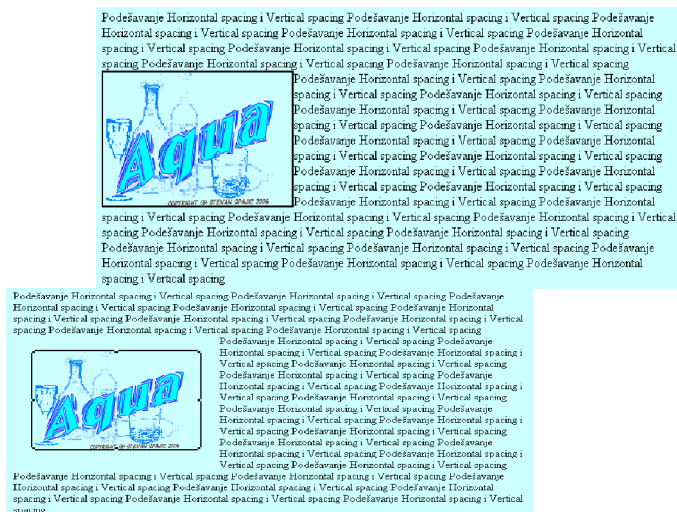 Podešavanje Horizontal spacing i Vertical spacing Podešavanje Horizontal spacing i Vertical spacing Podešavanje
Horizontal spacing i Vertical spacing Podešavanje Horizontal spacing i Vertical spacing Podešavanje Horizontal
spacing i Vertical spacing Podešavanje Horizontal spacing i Vertical spacing Podešavanje Horizontal spacing i Vertical
spacing Podešavanje Horizontal spacing i Vertical spacing Podešavanje Horizontal spacing i Vertical spacing
Podešavanje Horizontal spacing i Vertical spacing Podešavanje Horizontal
spacing i Vertical spacing Podešavanje Horizontal spacing i Vertical spacing
Podešavanje Horizontal spacing i Vertical spacing Podešavanje Horizontal
spacing i Vertical spacing Podešavanje Horizontal spacing i Vertical spacing
Podešavanje Horizontal spacing i Vertical spacing Podešavanje Horizontal
spacing i Vertical spacing Podešavanje Horizontal spacing i Vertical spacing
Podešavanje Horizontal spacing i Vertical spacing Podešavanje Horizontal
spacing i Vertical spacing Podešavanje Horizontal spacing i Vertical spacing
Podešavanje Horizontal spacing i Vertical spacing Podešavanje Horizontal
Aqua
COPYRIGHT @ STEVAN GPAJIC 2006
spacing i Vertical spacing Podešavanje Horizontal spacing i Vertical spacing Podešavanje Horizontal spacing i Vertical
spacing Podešavanje Horizontal spacing i Vertical spacing Podešavanje Horizontal spacing i Vertical spacing
Podešavanje Horizontal spacing i Vertical spacing Podešavanje Horizontal spacing i Vertical spacing Podešavanje
Horizontal spacing i Vertical spacing Podešavanje Horizontal spacing i Vertical spacing Podešavanje Horizontal
spacing i Vertical spacing
Podešavanje Horizontal spacing i Vertical spacing Podešavanje Horizontal spacing i Vertical spacing Podešavanje
Horizontal spacing i Vertical spacing Podešavanje Horizontal spacing i Vertical spacing Podešavanje Horizontal
spacing i Vertical spacing Podešavanje Horizontal spacing i Vertical spacing Podešavanje Horizontal spacing i Vertical
spacing Podešavanje Horizontal spacing i Vertical spacing Podešavanje Horizontal spacing i Vertical spacing
Podešavanje Horizontal spacing i Vertical spacing Podešavanje
Horizontal spacing i Vertical spacing Podešavanje Horizontal spacing i
Vertical spacing Podešavanje Horizontal spacing i Vertical spacing
Podešavanje Horizontal spacing i Vertical spacing Podešavanje
Horizontal spacing i Vertical spacing Podešavanje Horizontal spacing i
Vertical spacing Podešavanje Horizontal spacing i Vertical spacing
Podešavanje Horizontal spacing i Vertical spacing Podešavanje
Horizontal spacing i Vertical spacing Podešavanje Horizontal spacing i
Vertical spacing Podešavanje Horizontal spacing i Vertical spacing
Podešavanje Horizontal spacing i Vertical spacing Podešavanje
Horizontal spacing i Vertical spacing Podešavanje Horizontal spacing i
Vertical spacing Podešavanje Horizontal spacing i Vertical spacing
Aqua
COPYRIGHT @ STEVAN GPAJIC 2006
Podešavanje Horizontal spacing i Vertical spacing Podešavanje Horizontal spacing i Vertical spacing Podešavanje
Horizontal spacing i Vertical spacing Podešavanje Horizontal spacing i Vertical spacing Podešavanje Horizontal
spacing i Vertical spacing Podešavanje Horizontal spacing i Vertical spacing Podešavanje Horizontal spacing i Vertical
spacing